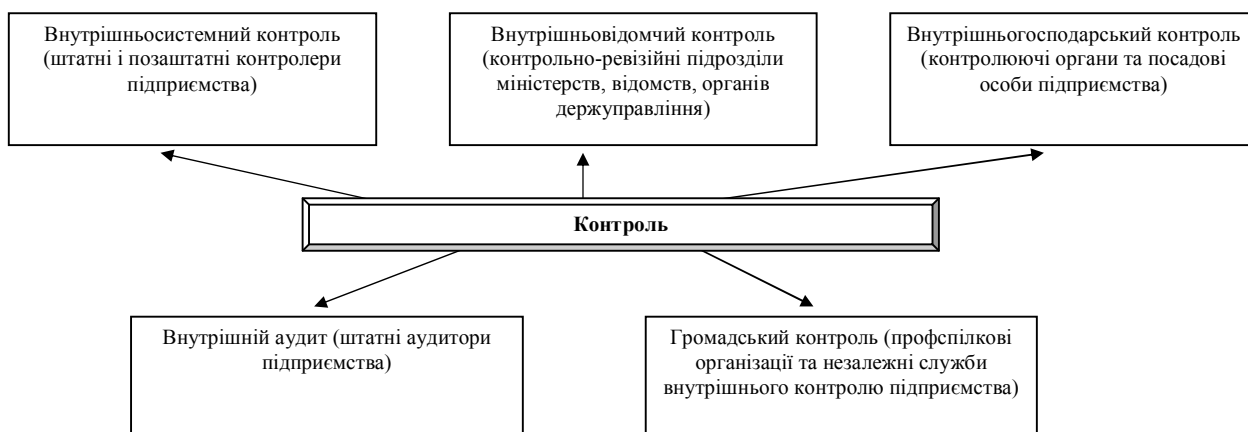 Внутрішньосистемний контроль
(штатні і позаштатні контролери
підприємства)
Внутрішньовідомчий контроль
(контрольно-ревізійні підрозділи
міністерств, відомств, органів
держуправління)
Внутрішньогосподарський контроль
(контролюючі органи та посадові
особи підприємства)
Контроль
Внутрішній аудит (штатні аудитори
підприємства)
Громадський контроль (профспілкові
організації та незалежні служби
внутрішнього контролю підприємства)